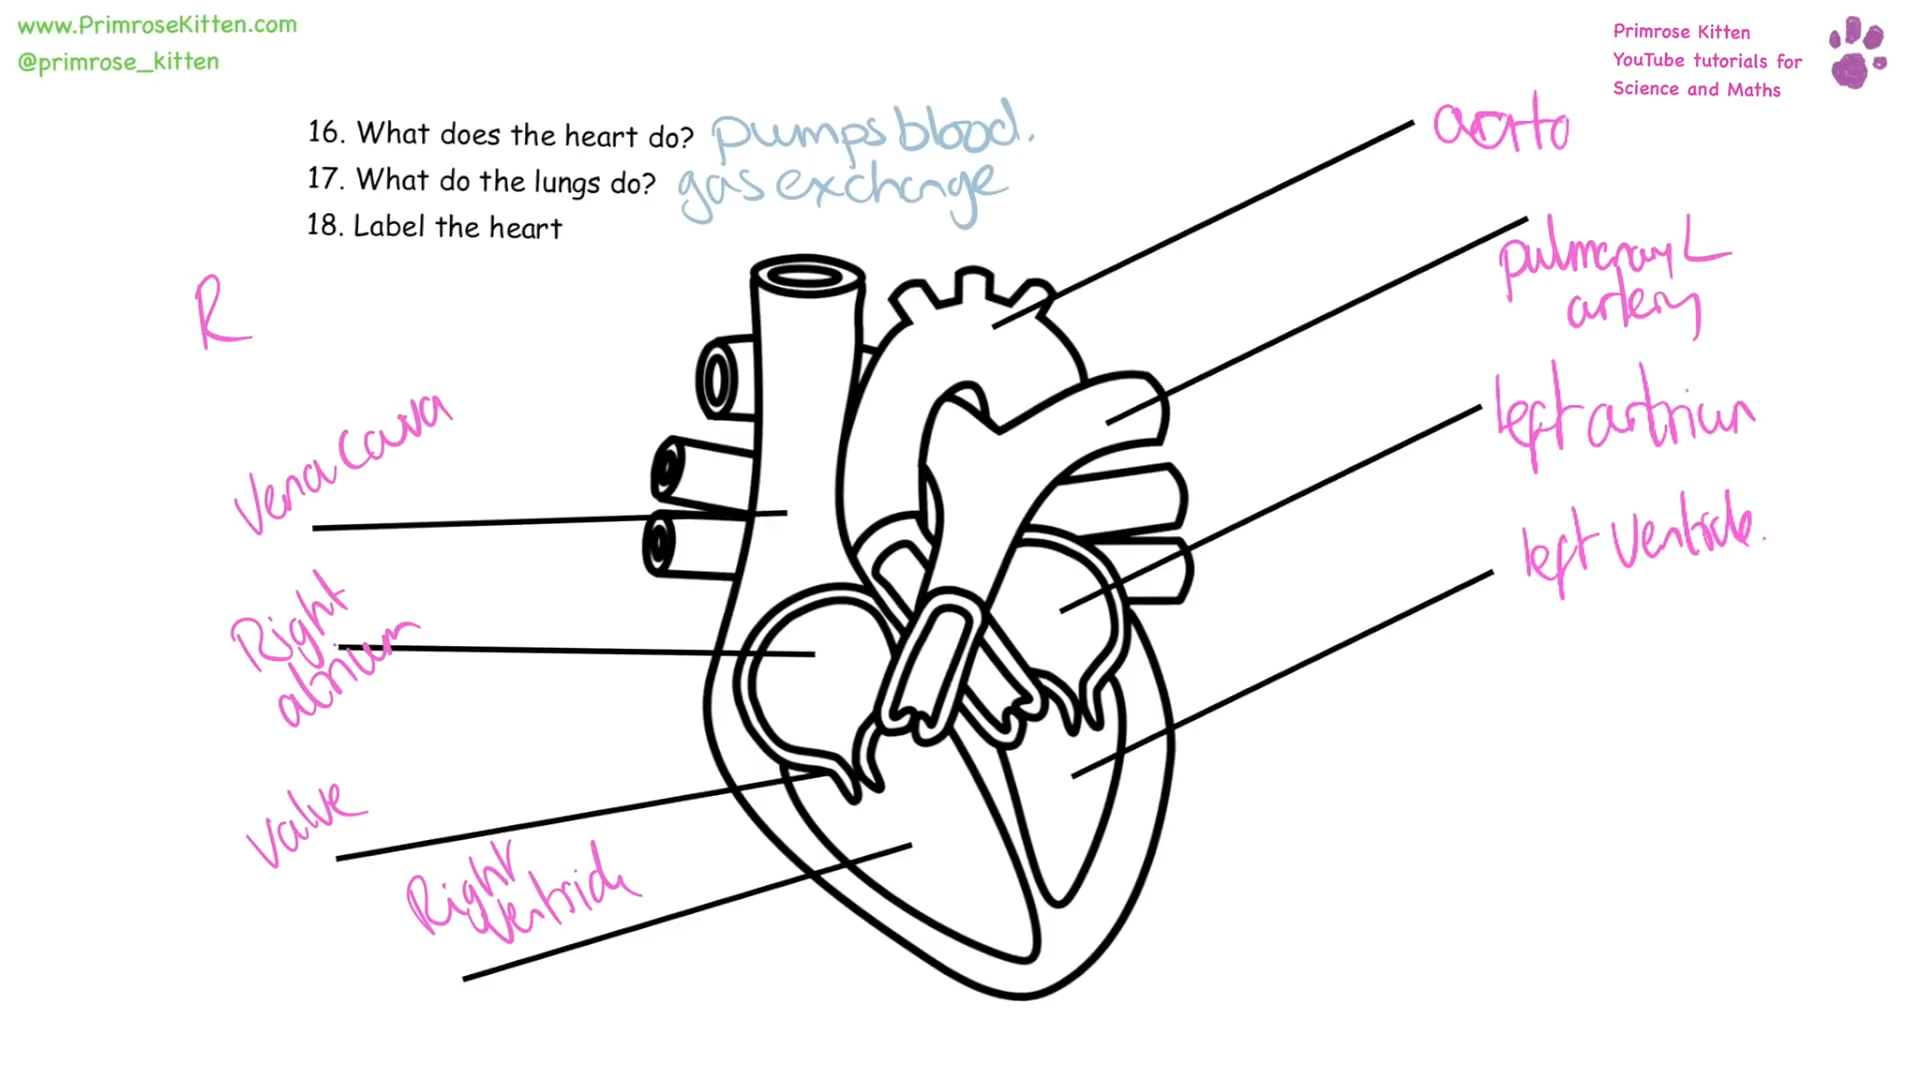 www.PrimroseKitten.com
@primrose_kitten
Primrose Kitten
YouTube tutorials for
Science and Maths
16. What does the heart do? pumps blood.
17. What do the lungs do? gas exchange
18. Label the heart
R
L
aorta
pulmonary
artery
left artrium
left Ventricle.
Vena Cava
Right
atrium
Valve
Right
Ventricle